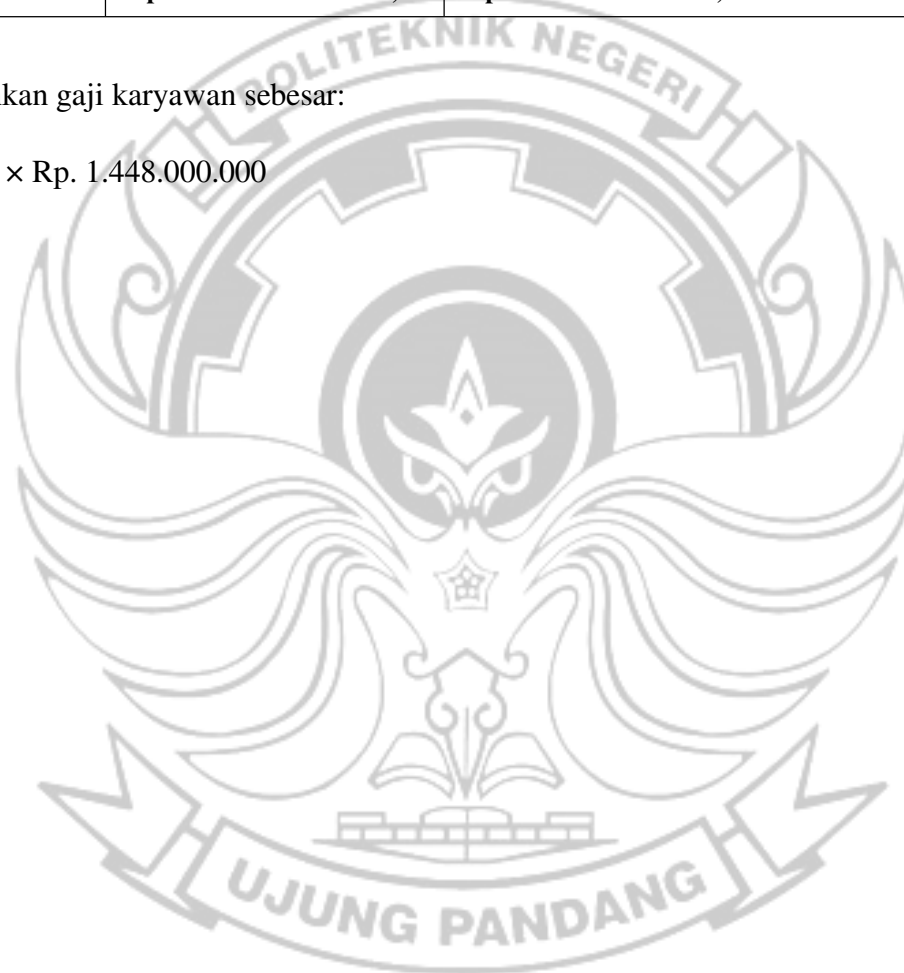 kan gaji karyawan sebesar:
× Rp. 1.448.000.000
POLITEKNIK NEGERI
UJUNG PANDANG